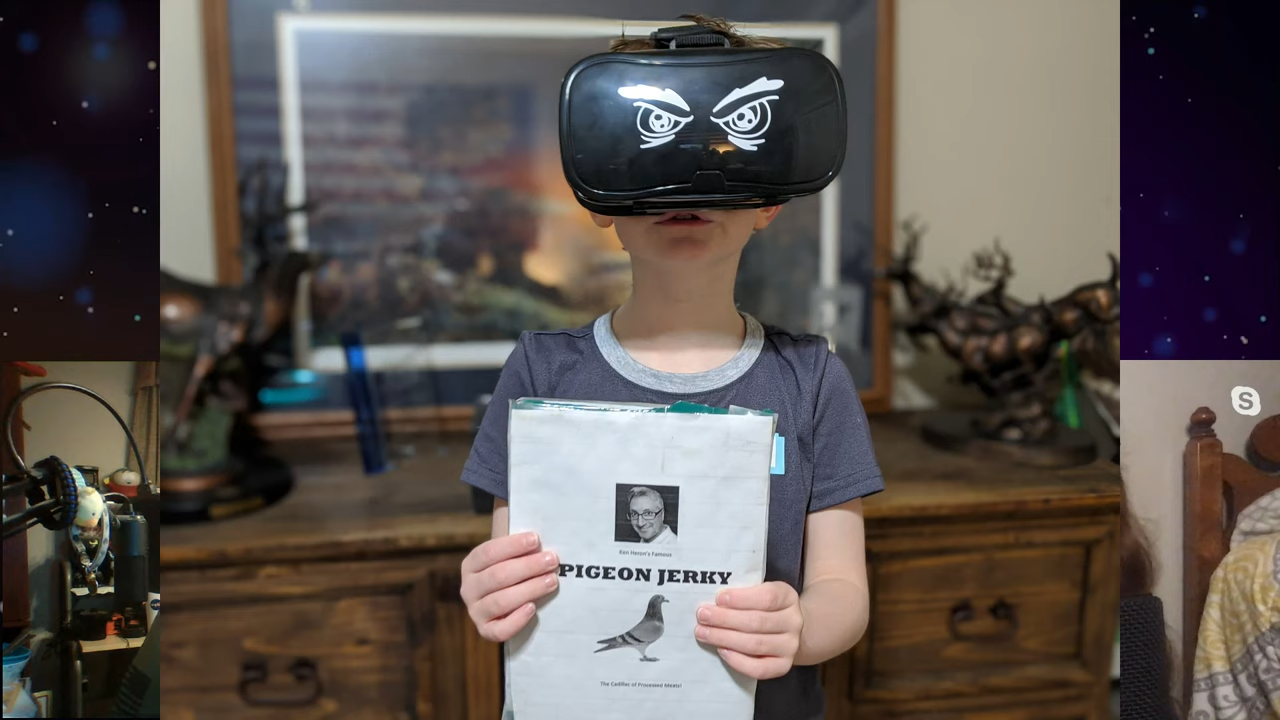 Ken Heron's Famous
PIGEON JERKY
The Cadillac of Processed Meats!
S